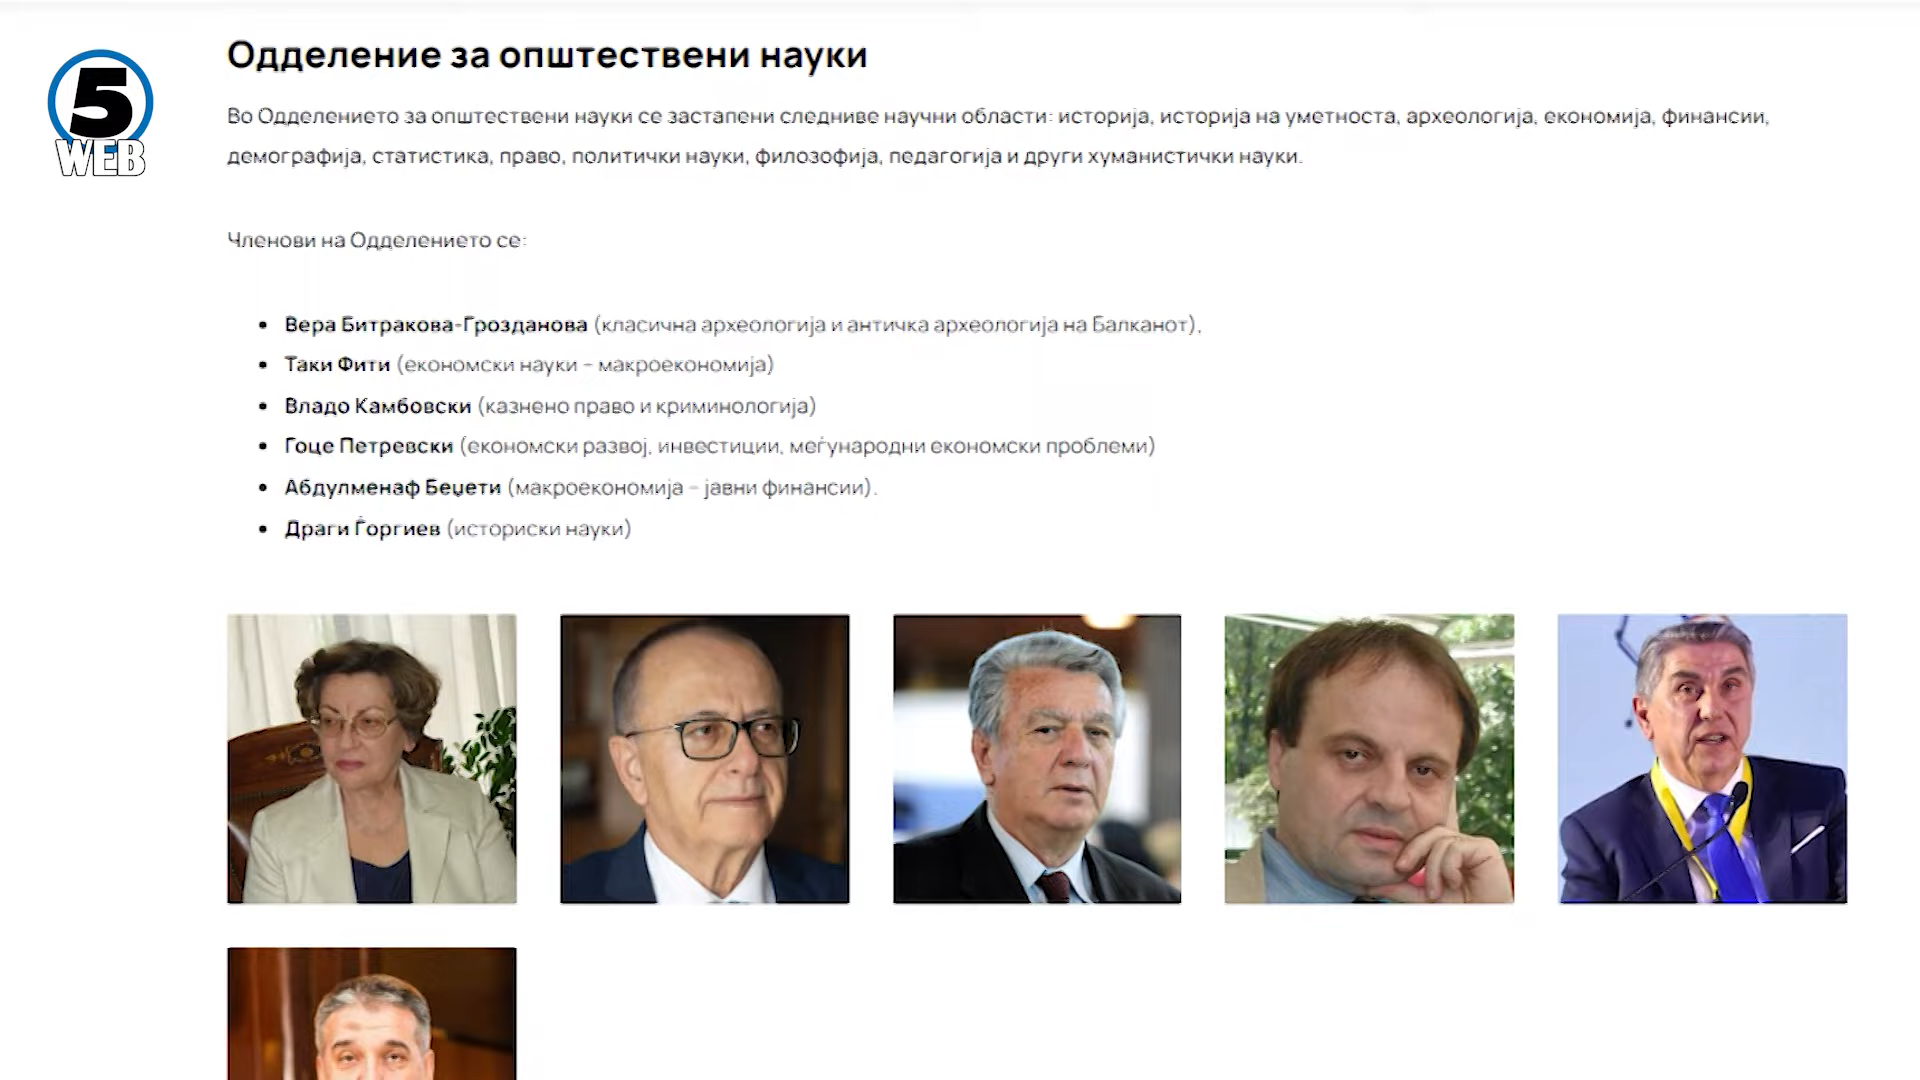 5
WEB
Одделение за општествени науки
Во Одделението за општествени науки се застапени следниве научни области: историја, историја на уметноста, археологија, економија, финансии,
демографија, статистика, право, политички науки, филозофија, педагогија и други хуманистички науки.
Членови на Одделението се:
• Вера Битракова-Грозданова (класична археологија и античка археологија на Балканот),
• Таки Фити (економски науки – макроекономија)
• Владо Камбовски (казнено право и криминологија)
• Гоце Петревски (економски развој, инвестиции, меѓународни економски проблеми)
• Абдулменаф Беџети (макроекономија – јавни финансии).
• Драги Ѓоргиев (историски науки)